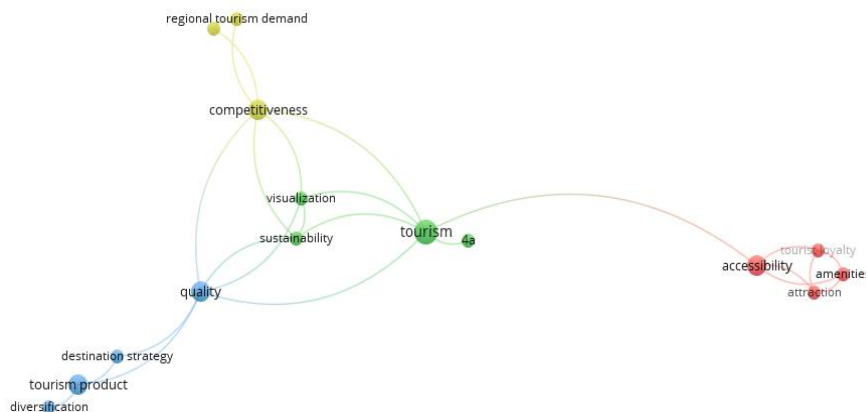 regional tourism demand
competitiveness
visualization
sustainability
tourism
4a
tourist loyalty
accessibility
amenities
attraction
quality
destination strategy
tourism product
diversification